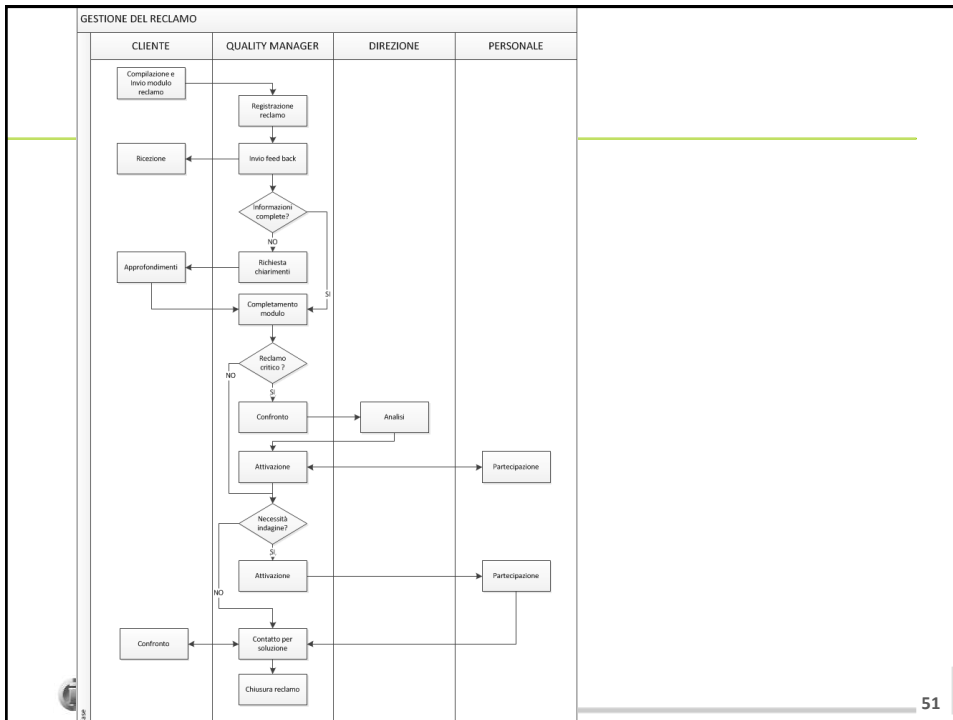 GESTIONE DEL RECLAMO
CLIENTE
QUALITY MANAGER
DIREZIONE
PERSONALE
Compilazione e
Invio modulo
reclamo
Registrazione
reclamo
Ricezione
Invio feed back
Informazioni
complete?
NO
Approfondimenti
Richiesta
chiarimenti
SI
Completamento
modulo
Reclamo
critico ?
NO
SI
Confronto
Analisi
Attivazione
Partecipazione
Necessità
indagine?
SI
Attivazione
Partecipazione
NO
Confronto
Contatto per
soluzione
Chiusura reclamo
51